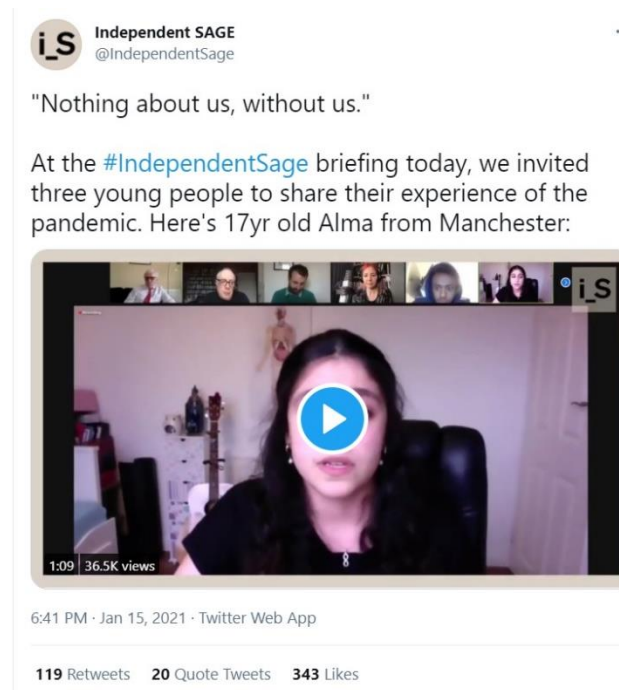 i_S
Independent SAGE
@IndependentSage
"Nothing about us, without us."
At the #IndependentSage briefing today, we invited
three young people to share their experience of the
pandemic. Here's 17yr old Alma from Manchester:
i_S
1:09 36.5K views
6:41 PM · Jan 15, 2021 · Twitter Web App
119 Retweets 20 Quote Tweets 343 Likes